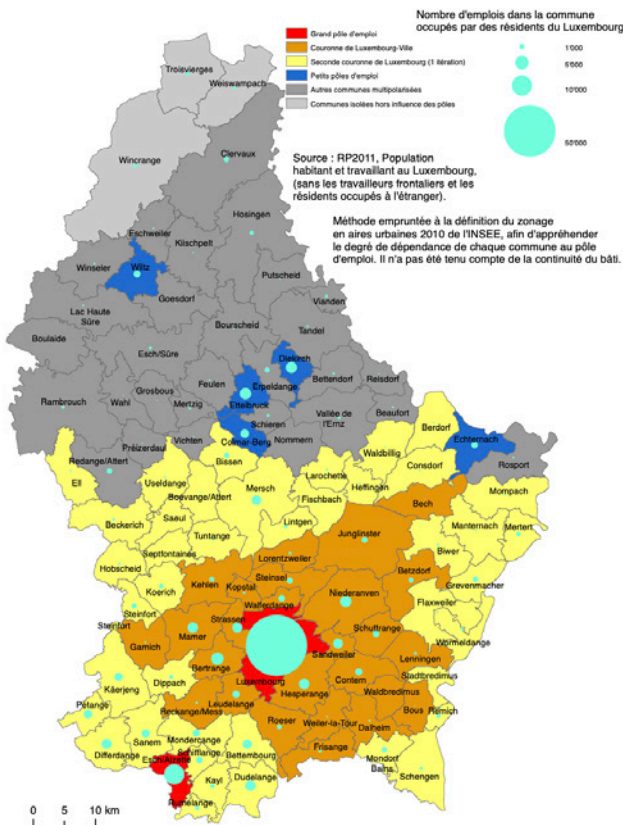 Grand pôle d'emploi
Couronne de Luxembourg-Ville
Seconde couronne de Luxembourg (1 itération)
Petits pôles d'emploi
Autres communes multipolarisées
Communes isolées hors influence des pôles
Nombre d'emplois dans la commune
occupés par des résidents du Luxembourg
1'000
5'000
10'000
50'000
Source : RP2011, Population
habitant et travaillant au Luxembourg,
(sans les travailleurs frontaliers et les
résidents occupés à l'étranger).
Méthode empruntée à la définition du zonage
en aires urbaines 2010 de l'INSEE, afin d'appréhender
le degré de dépendance de chaque commune au pôle
d'emploi. Il n'a pas été tenu compte de la continuité du bâti.
Troisvierges
Weiswampach
Wincrange
Clervaux
Hosingen
Eschweiler
Kischpelt
Winseler
Wiltz
Putscheid
Goesdorf
Vianden
Lac Haute
Sûre
Bourscheid
Tandel
Boulaide
Esch/Sûre
Diekirch
Erpeldange
Bettendorf
Reisdorf
Feulen
Grosbous
Rambrouch
Wahl
Mertzig
Ettelbruck
Schieren
Vallée de
l'Ernz
Beaufort
Berdorf
Echternach
Préizerdaul
Vichten
Colmar-Berg
Nommern
Waldbillig
Consdorf
Rosport
Redange/Attert
Bissen
Larochette
Heffingen
Ell
Useldange
Mersch
Fischbach
Mompach
Boevange/Attert
Bech
Beckerich
Saeul
Lintgen
Junglinster
Manternach
Mertert
Tuntange
Biwer
Septfontaines
Lorentzweiler
Hobscheid
Steinsel
Betzdorf
Kehlen
Kopstal
Niederanven
Grevenmacher
Koerich
Walferdange
Flaxweiler
Steinfort
Steinfort
Strassen
Schuttrange
Mamer
Wormeldange
Garnich
Sandweiler
Lenningen
Bertrange
Contern
Stadtbredimus
Dippach
Luxembourg
Käerjeng
Hesperange
Waldbredimus
Leudelange
Bous
Remich
Reckange/Mess
Pétange
Roeser
Weiler-la-Tour
Dalheim
Sanem
Mondercange
Differdange
Schifflange
Bettembourg
Frisange
Mondorf
Bains
Esch/Alzette
Kayl
Dudelange
Schengen
Rumelange
0 5 10 km